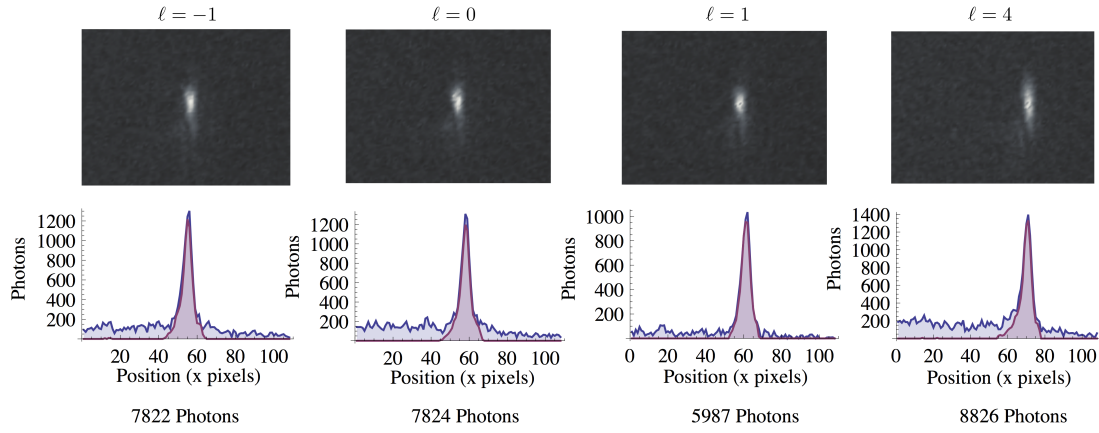 ℓ = −1
ℓ = 0
ℓ = 1
ℓ = 4
Photons
1200
1000
800
600
400
200
20 40 60 80 100
Position (x pixels)
7822 Photons
Photons
1200
1000
800
600
400
200
20 40 60 80 100
Position (x pixels)
7824 Photons
Photons
1000
800
600
400
200
0 20 40 60 80 100
Position (x pixels)
5987 Photons
Photons
1400
1200
1000
800
600
400
200
0 20 40 60 80 100
Position (x pixels)
8826 Photons